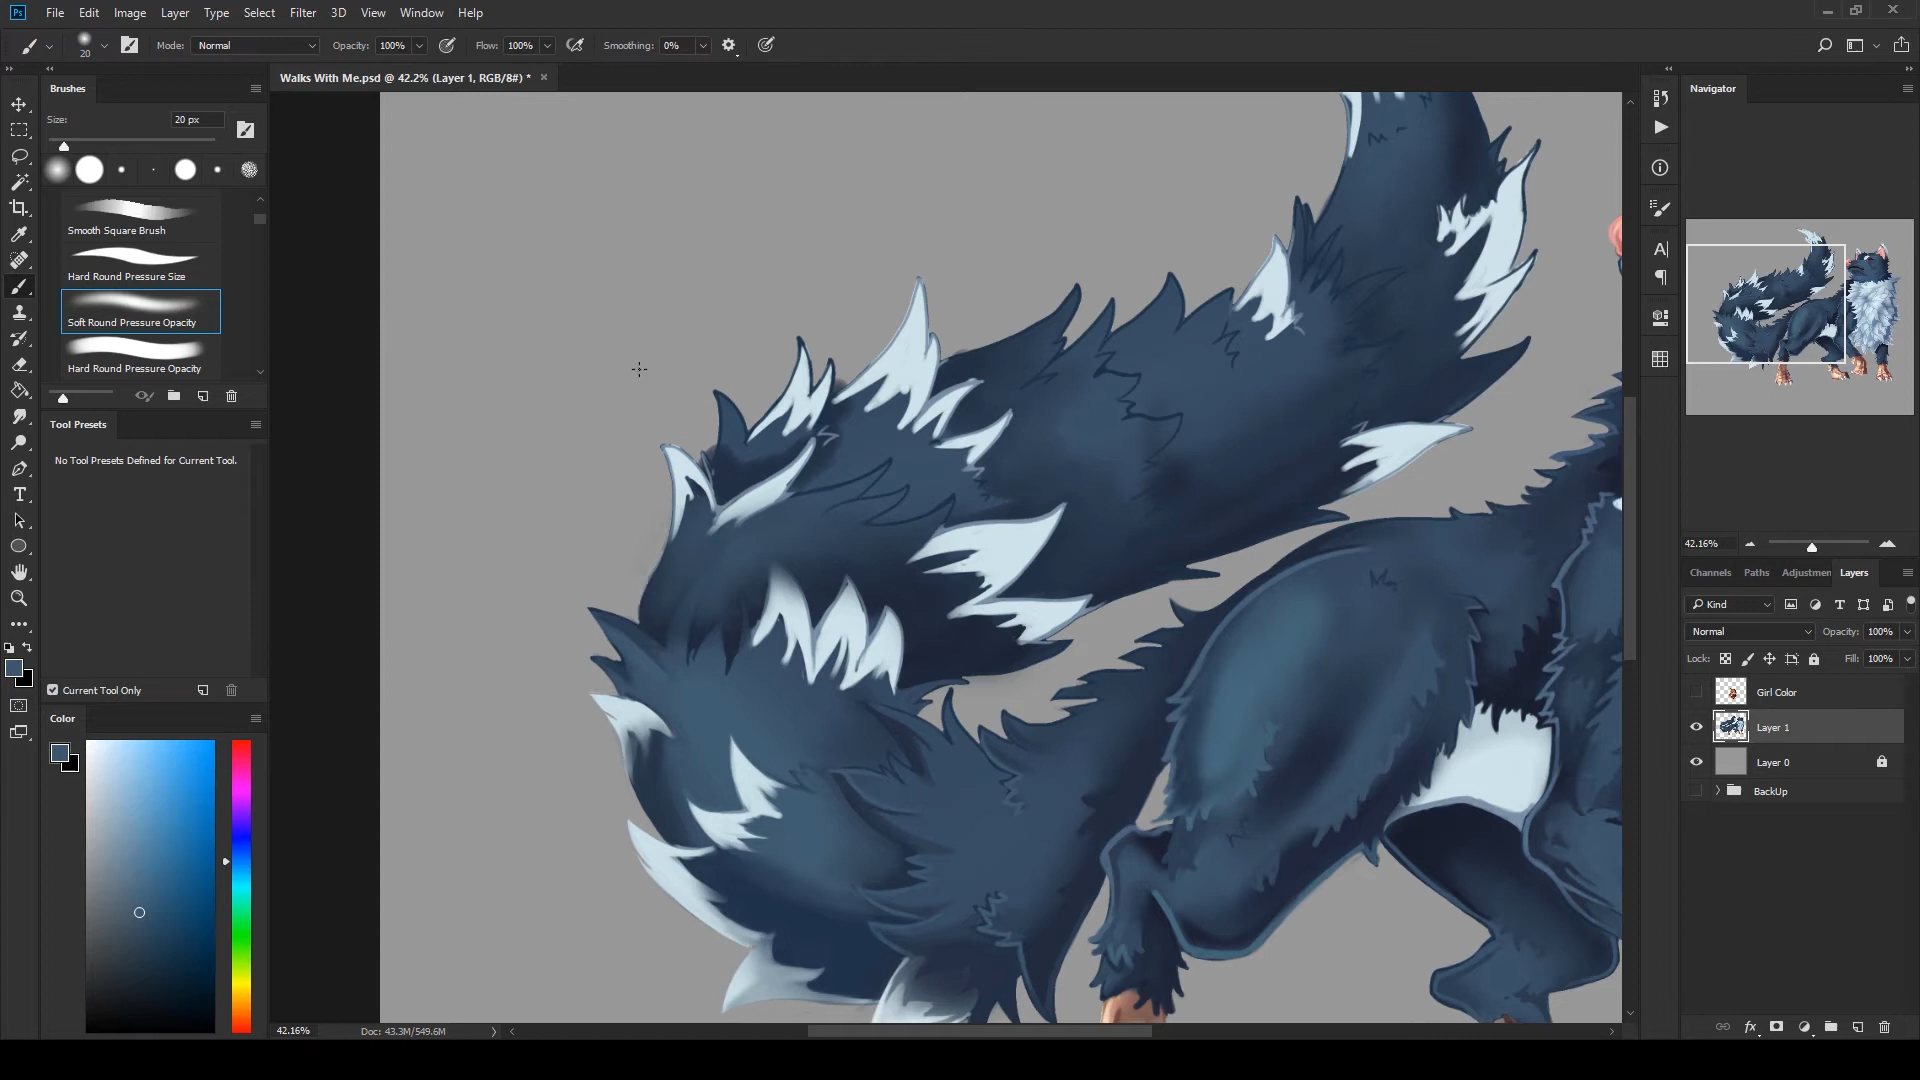 Ps File Edit Image Layer Type Select Filter 3D View Window Help
20 Mode: Normal Opacity: 100% Flow: 100% Smoothing: 0%
Walks With Me.psd @ 42.2% (Layer 1, RGB/8#) *
Brushes
Size: 20 px
Smooth Square Brush
Hard Round Pressure Size
Soft Round Pressure Opacity
Hard Round Pressure Opacity
Tool Presets
No Tool Presets Defined for Current Tool.
Current Tool Only
Color
Navigator
42.16%
Channels Paths Adjustmen Layers
Kind
Normal Opacity: 100%
Lock: Fill: 100%
Girl Color
Layer 1
Layer 0
BackUp
42.16% Doc: 43.3M/549.6M